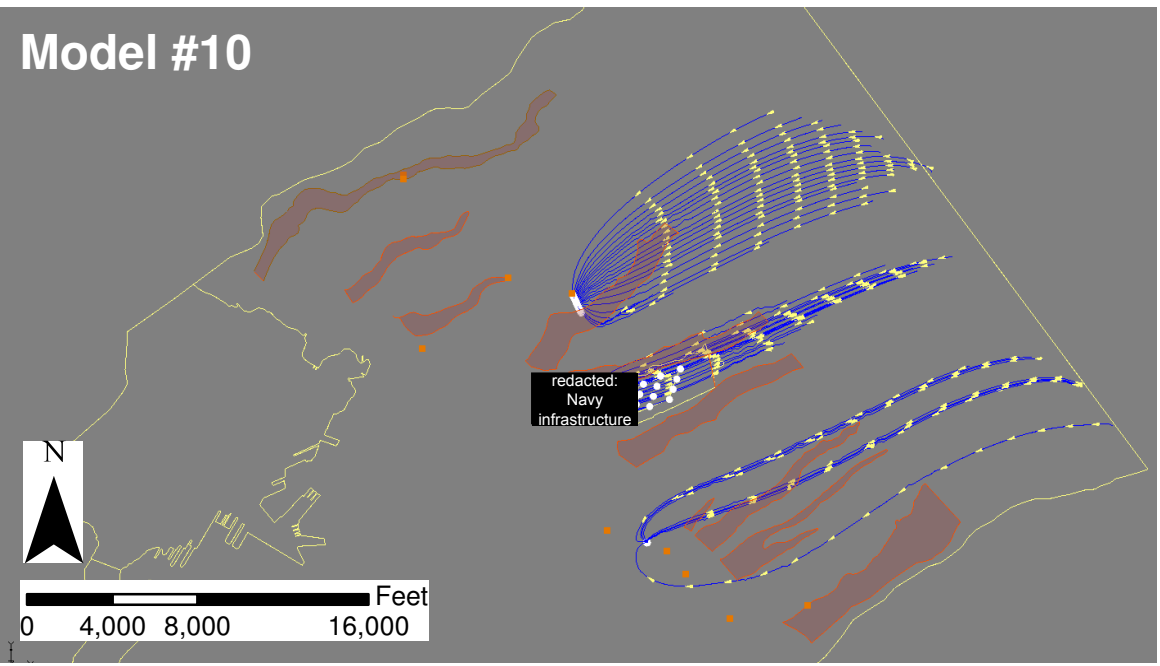 Model #10
redacted:
Navy
infrastructure
N
Feet
0 4,000 8,000 16,000
Y